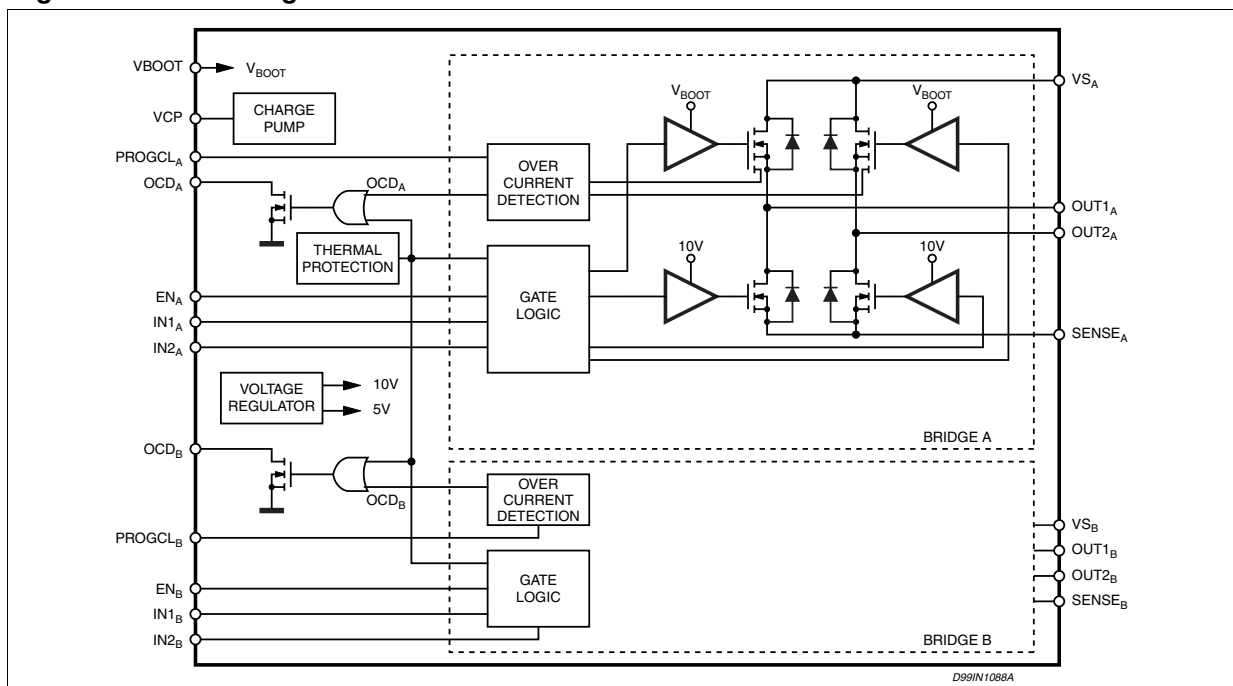 VBOOT
VBOOT
VCP
CHARGE
PUMP
PROGCLA
OCDA
OCDA
THERMAL
PROTECTION
ENA
IN1A
IN2A
VOLTAGE
REGULATOR
10V
5V
OVER
CURRENT
DETECTION
GATE
LOGIC
VBOOT
VBOOT
10V
10V
BRIDGE A
VSA
OUT1A
OUT2A
SENSEA
OCDB
OCDB
PROGCLB
ENB
IN1B
IN2B
OVER
CURRENT
DETECTION
GATE
LOGIC
BRIDGE B
VSB
OUT1B
OUT2B
SENSEB
D99IN1088A